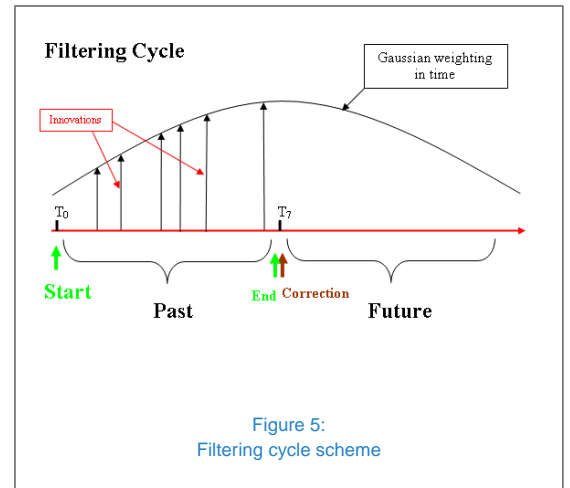 Filtering Cycle
Gaussian weighting
in time
Innovations
T0
T7
Start
Past
End
Correction
Future
Figure 5:
Filtering cycle scheme